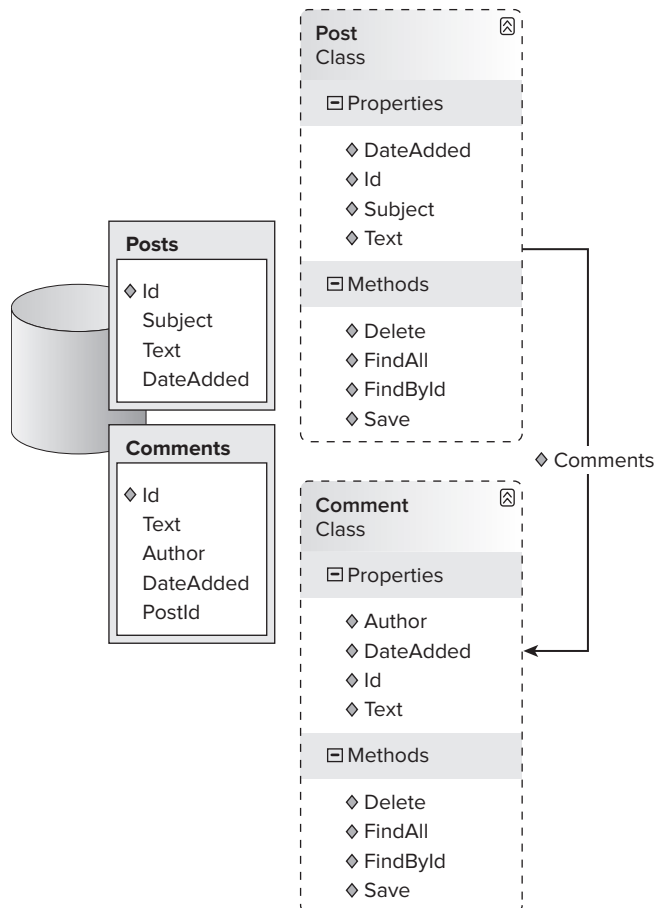 Post
Class
Properties
DateAdded
Id
Subject
Text
Methods
Delete
FindAll
FindById
Save
Posts
Id
Subject
Text
DateAdded
Comments
Id
Text
Author
DateAdded
PostId
Comments
Comment
Class
Properties
Author
DateAdded
Id
Text
Methods
Delete
FindAll
FindById
Save